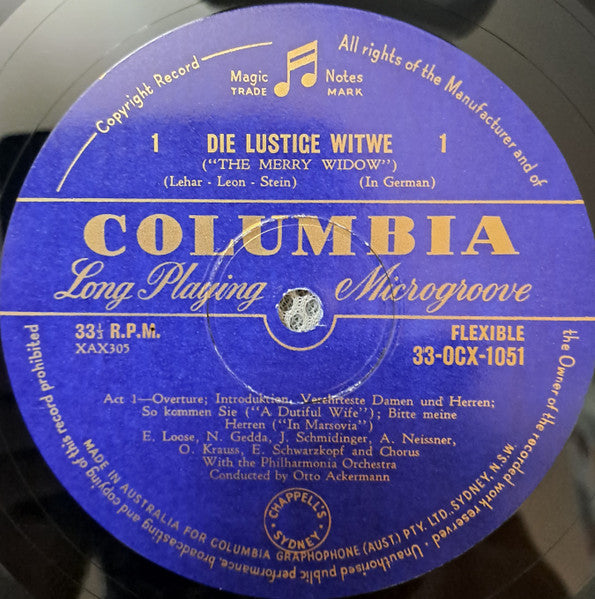 Copyright Record
All rights of the Manufacturer and of the Owner of the recorded work reserved · Unauthorised public performance, broadcasting and copying of this record prohibited
Magic Notes
TRADE MARK
1 DIE LUSTIGE WITWE 1
("THE MERRY WIDOW")
(Lehar - Leon - Stein) (In German)
COLUMBIA
Long Playing Microgroove
33⅓ R.P.M. FLEXIBLE
XAX305 33-OCX-1051
Act 1—Overture; Introduktion, Verehrteste Damen und Herren;
So kommen Sie ("A Dutiful Wife"); Bitte meine
Herren ("In Marsovia")
E. Loose, N. Gedda, J. Schmidinger, A. Neissner,
O. Krauss, E. Schwarzkopf and Chorus
With the Philharmonia Orchestra
Conducted by Otto Ackermann
CHAPPELL'S
SYDNEY
MADE IN AUSTRALIA FOR COLUMBIA GRAPHOPHONE (AUST.) PTY. LTD., SYDNEY, N.S.W.